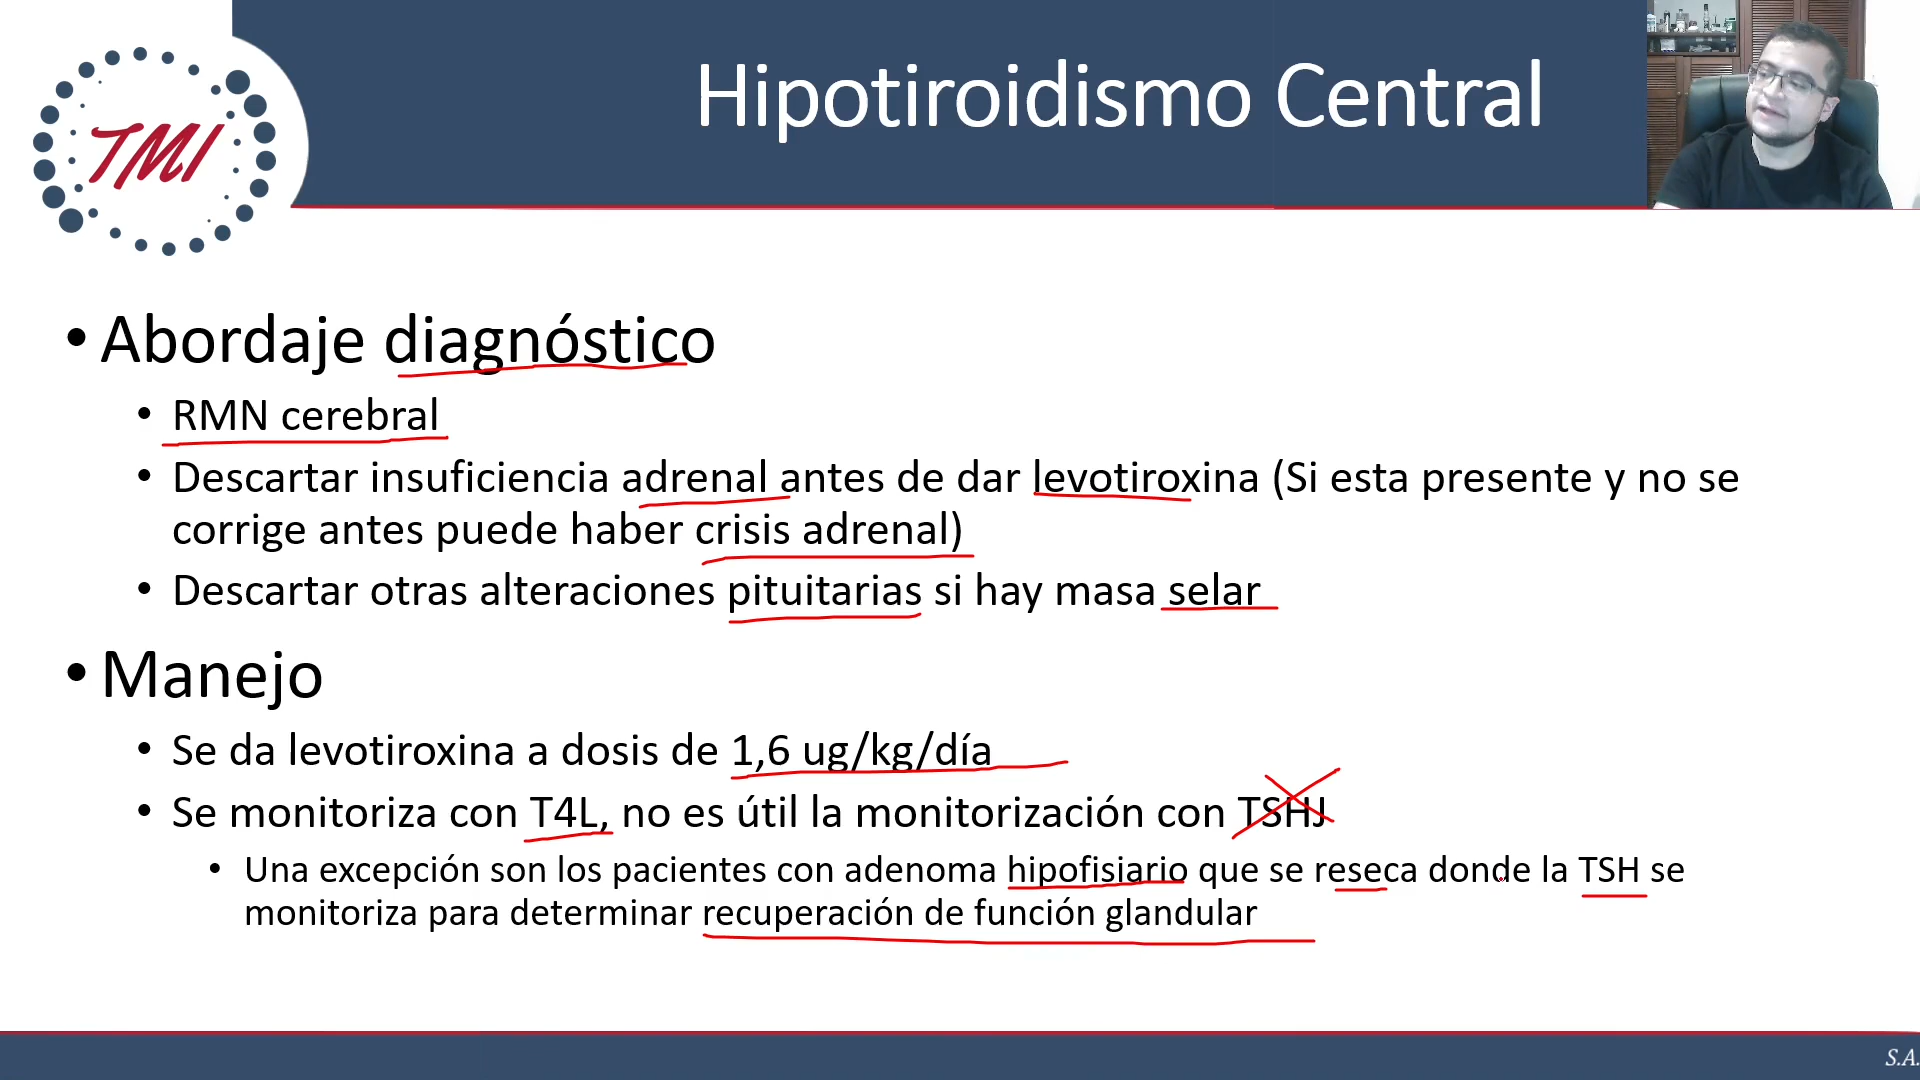 Hipotiroidismo Central
TMI
• Abordaje diagnóstico
• RMN cerebral
• Descartar insuficiencia adrenal antes de dar levotiroxina (Si esta presente y no se
corrige antes puede haber crisis adrenal)
• Descartar otras alteraciones pituitarias si hay masa selar
• Manejo
• Se da levotiroxina a dosis de 1,6 ug/kg/día
• Se monitoriza con T4L, no es útil la monitorización con TSHJ
• Una excepción son los pacientes con adenoma hipofisiario que se reseca donde la TSH se
monitoriza para determinar recuperación de función glandular
S.A.